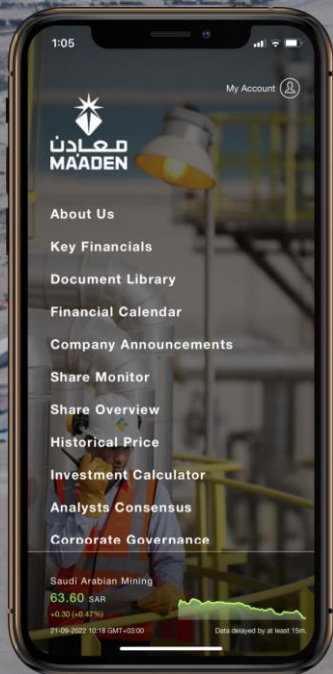 1:05
My Account
معادن
MA'ADEN
About Us
Key Financials
Document Library
Financial Calendar
Company Announcements
Share Monitor
Share Overview
Historical Price
Investment Calculator
Analysts Consensus
Corporate Governance
Saudi Arabian Mining
63.60 SAR
+0.30 (+0.47%)
21-09-2022 10:18 GMT+03:00
Data delayed by at least 15m.